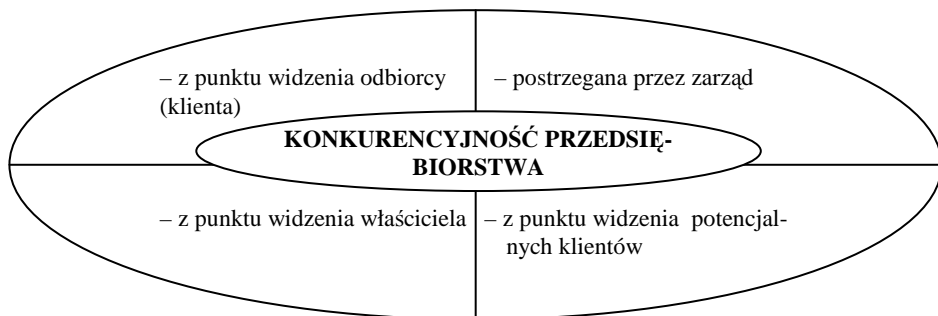 – z punktu widzenia odbiorcy
(klienta)
– postrzegana przez zarząd
KONKURENCYJNOŚĆ PRZEDSIĘ-
BIORSTWA
– z punktu widzenia właściciela
– z punktu widzenia potencjal-
nych klientów